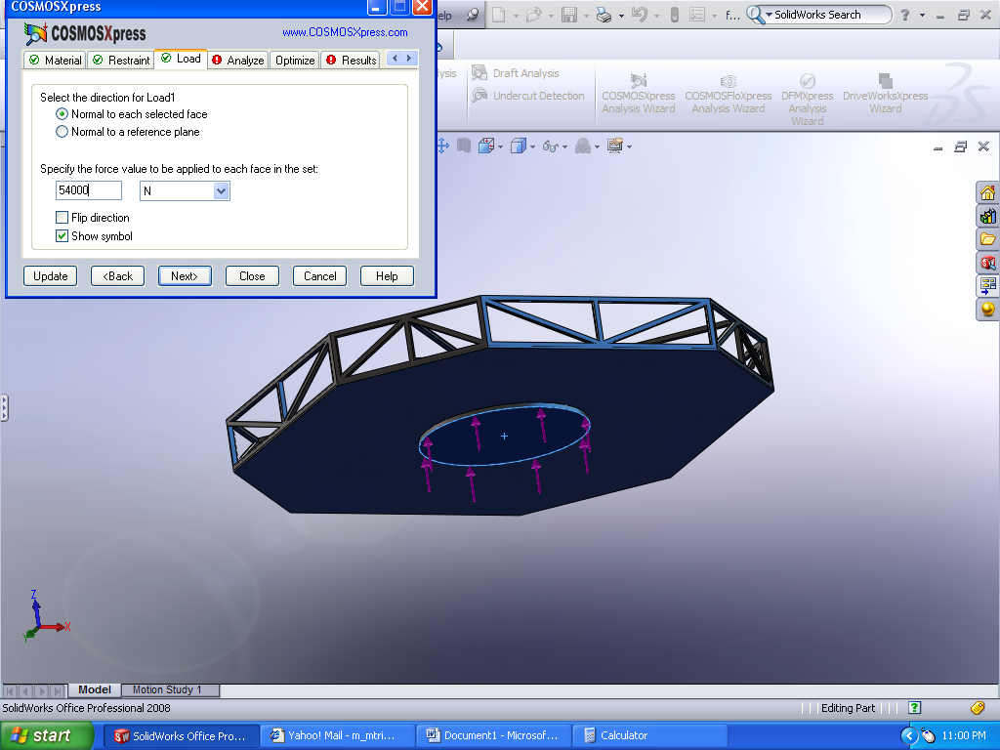 COSMOSXpress
COSMOSXpress
www.COSMOSXpress.com
Material Restraint Load Analyze Optimize Results
Select the direction for Load1
Normal to each selected face
Normal to a reference plane
Specify the force value to be applied to each face in the set:
54000 N
Flip direction
Show symbol
Update <Back Next> Close Cancel Help
elp f... SolidWorks Search ?
ysis Draft Analysis
Undercut Detection
COSMOSXpress Analysis Wizard
COSMOSFloXpress Analysis Wizard
DFMXpress Analysis Wizard
DriveWorksXpress Wizard
Z
X
Y
Model Motion Study 1
SolidWorks Office Professional 2008 Editing Part ?
start SolidWorks Office Pro... Yahoo! Mail - m_mtri... Document1 - Microsof... Calculator 11:00 PM